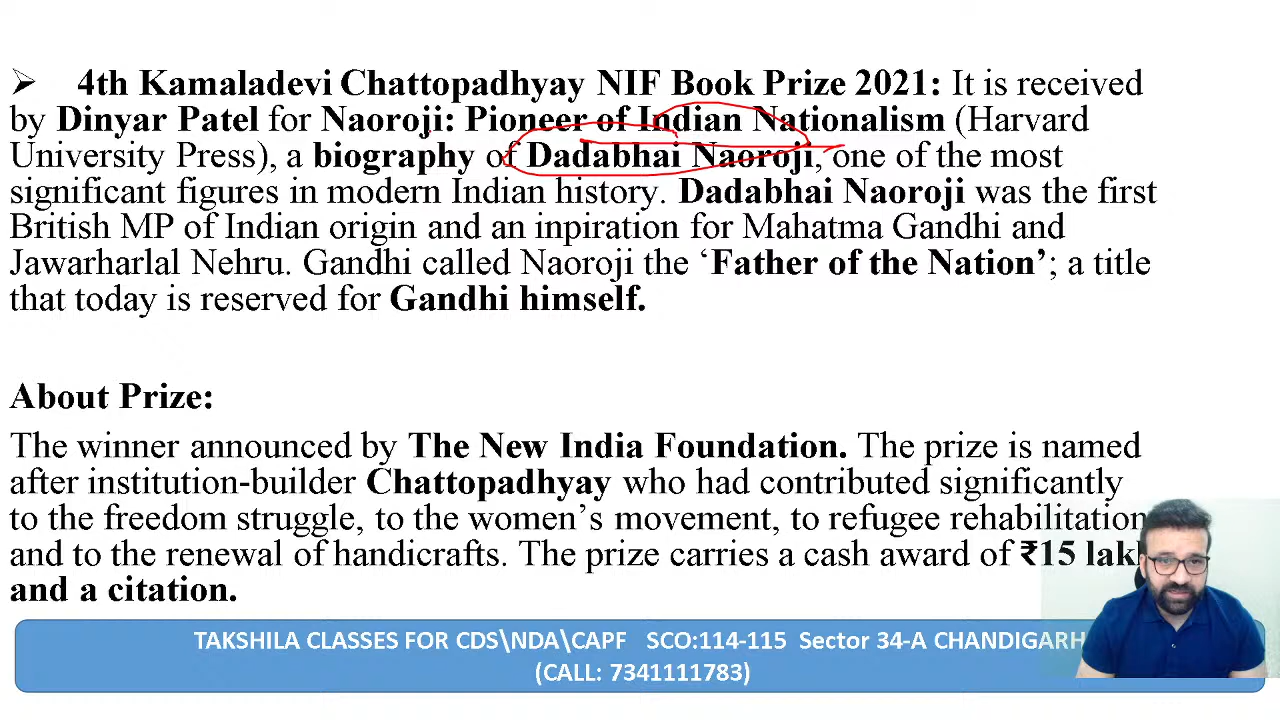 ➢ 4th Kamaladevi Chattopadhyay NIF Book Prize 2021: It is received
by Dinyar Patel for Naoroji: Pioneer of Indian Nationalism (Harvard
University Press), a biography of Dadabhai Naoroji, one of the most
significant figures in modern Indian history. Dadabhai Naoroji was the first
British MP of Indian origin and an inpiration for Mahatma Gandhi and
Jawarharlal Nehru. Gandhi called Naoroji the ‘Father of the Nation’; a title
that today is reserved for Gandhi himself.
About Prize:
The winner announced by The New India Foundation. The prize is named
after institution-builder Chattopadhyay who had contributed significantly
to the freedom struggle, to the women’s movement, to refugee rehabilitation
and to the renewal of handicrafts. The prize carries a cash award of ₹15 lakh
and a citation.
TAKSHILA CLASSES FOR CDS\NDA\CAPF SCO:114-115 Sector 34-A CHANDIGARH
(CALL: 7341111783)